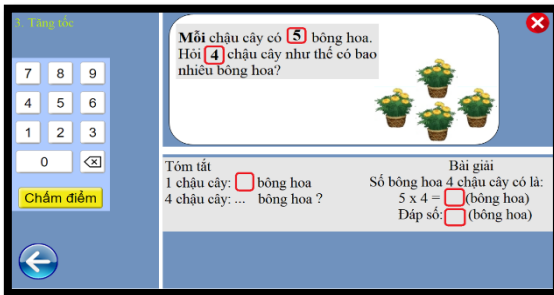 3. Tăng tốc
Mỗi chậu cây có 5 bông hoa.
Hỏi 4 chậu cây như thế có bao
nhiêu bông hoa?
7 8 9
4 5 6
1 2 3
0
Chấm điểm
Tóm tắt
1 chậu cây: bông hoa
4 chậu cây: ... bông hoa ?
Bài giải
Số bông hoa 4 chậu cây có là:
5 x 4 = (bông hoa)
Đáp số: (bông hoa)